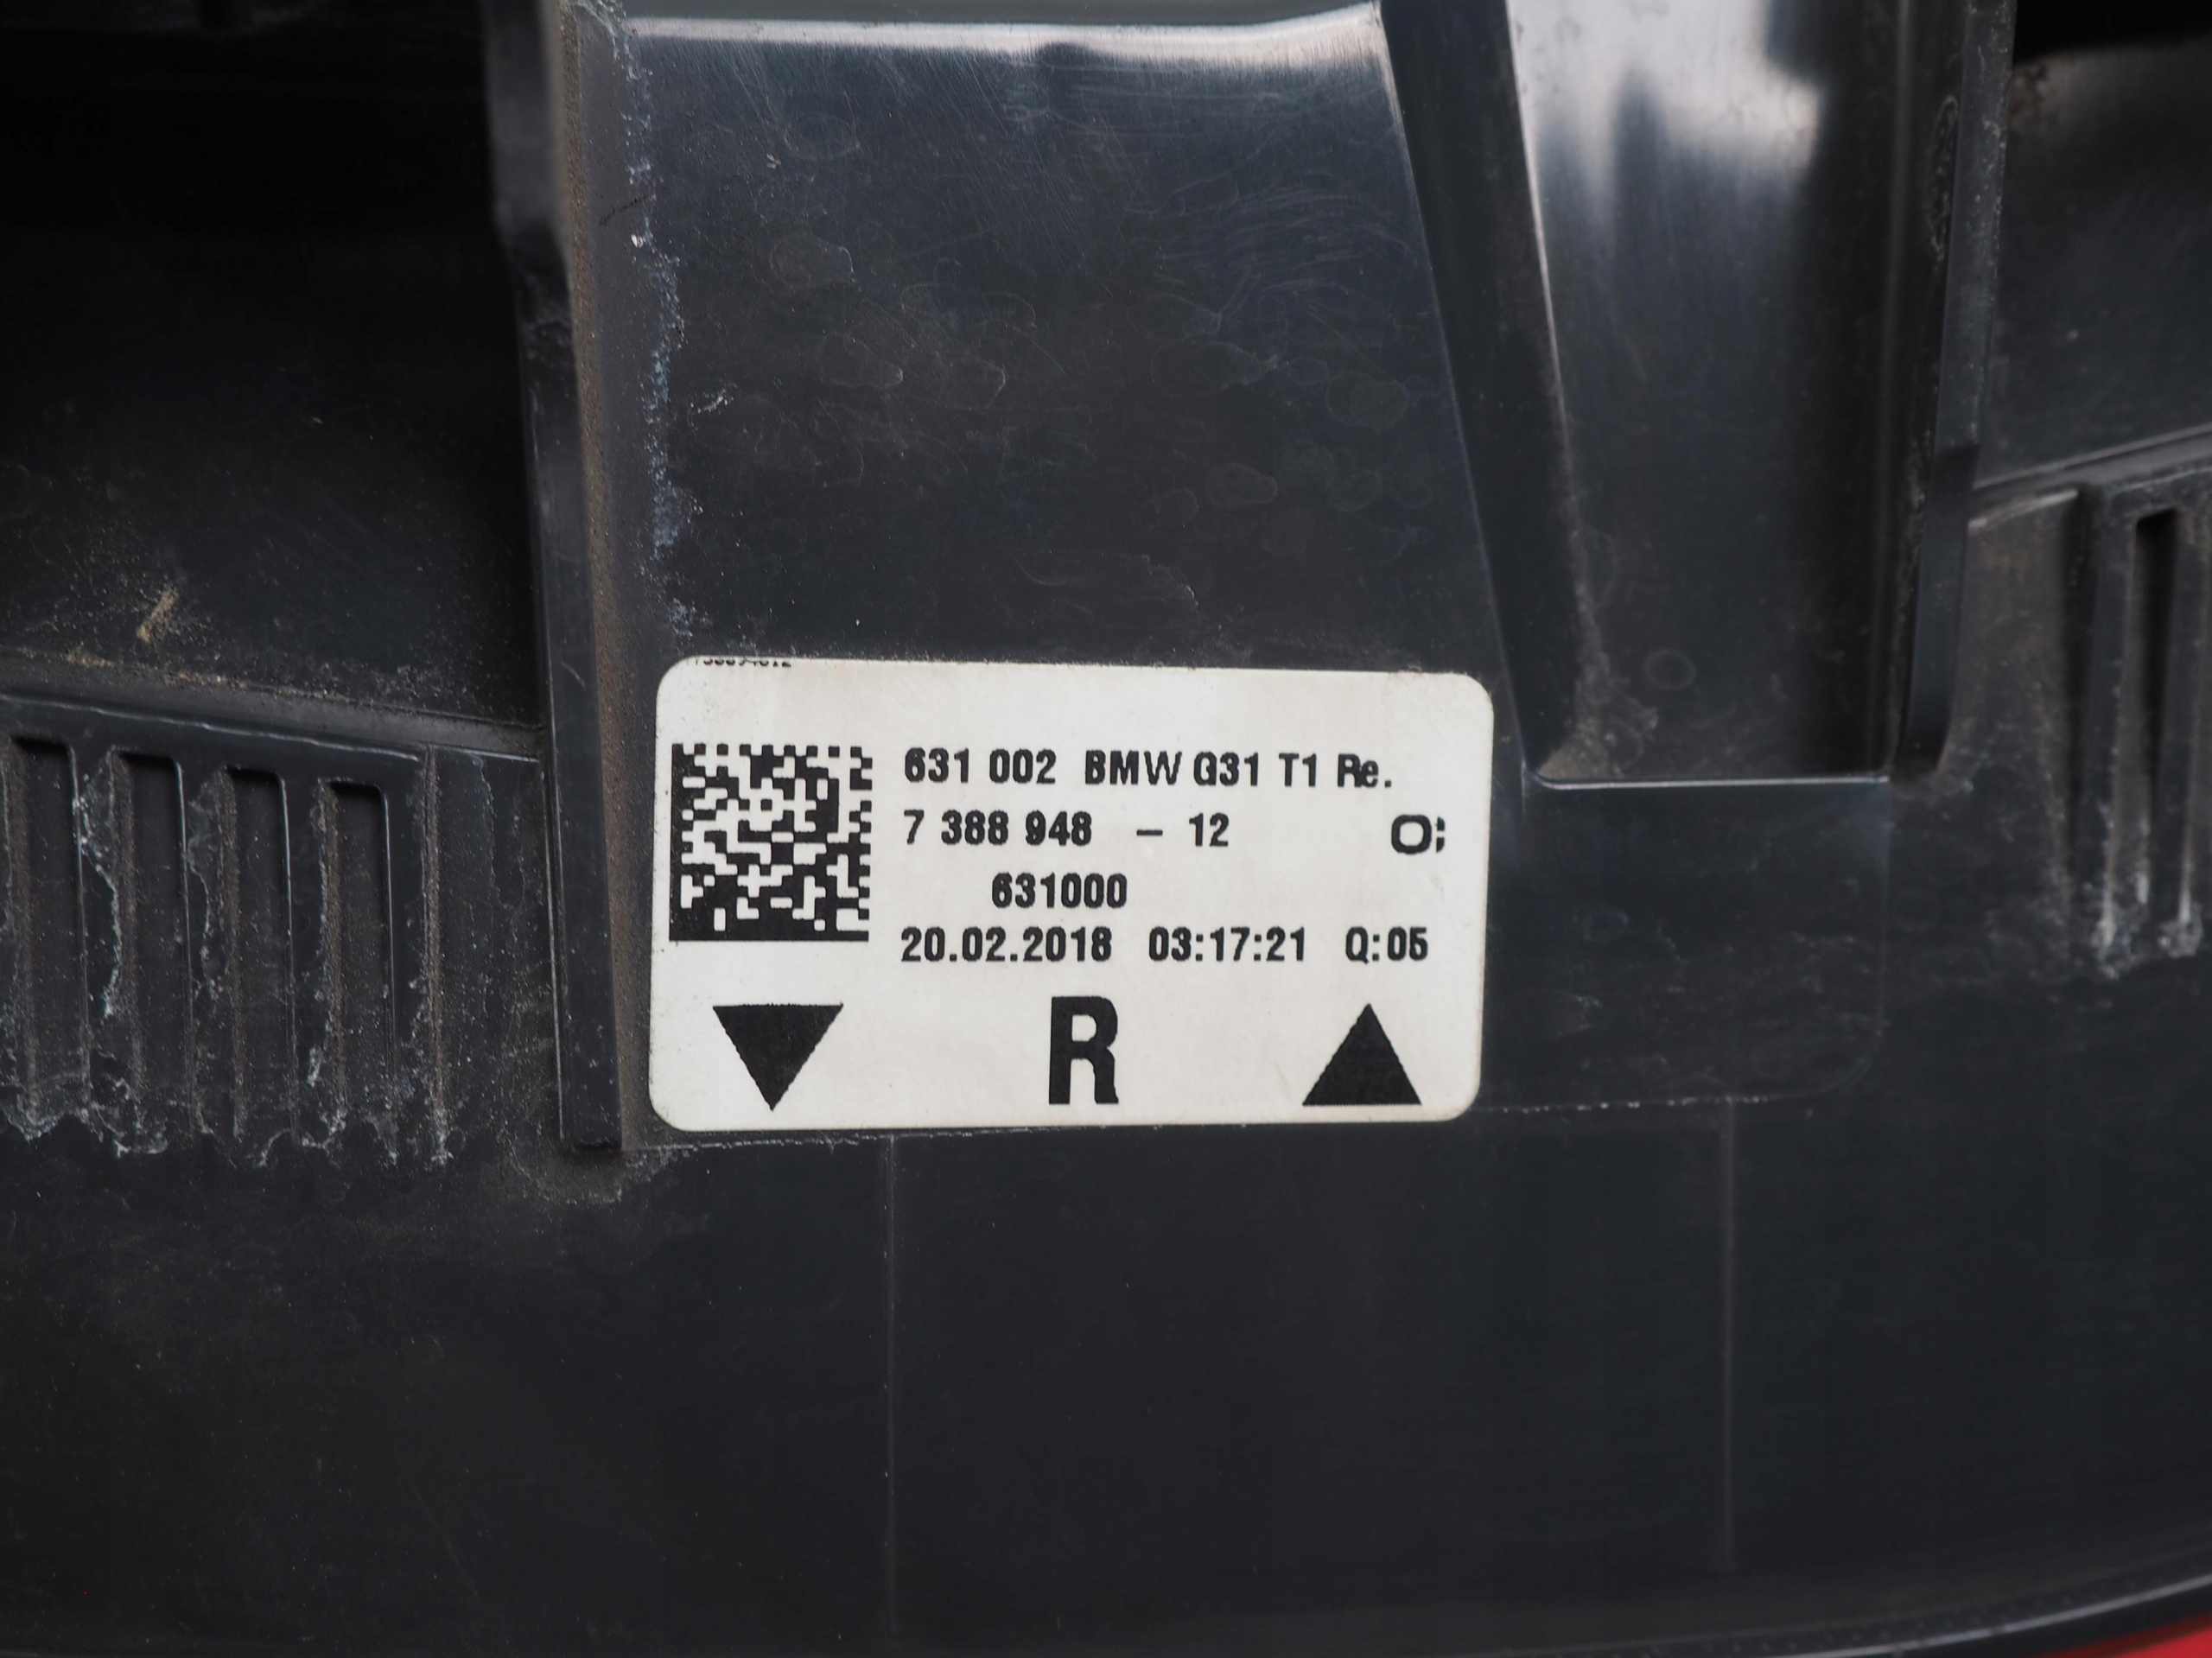 631 002 BMW G31 T1 Re.
7 388 948 – 12 O;
631000
20.02.2018 03:17:21 Q:05
R